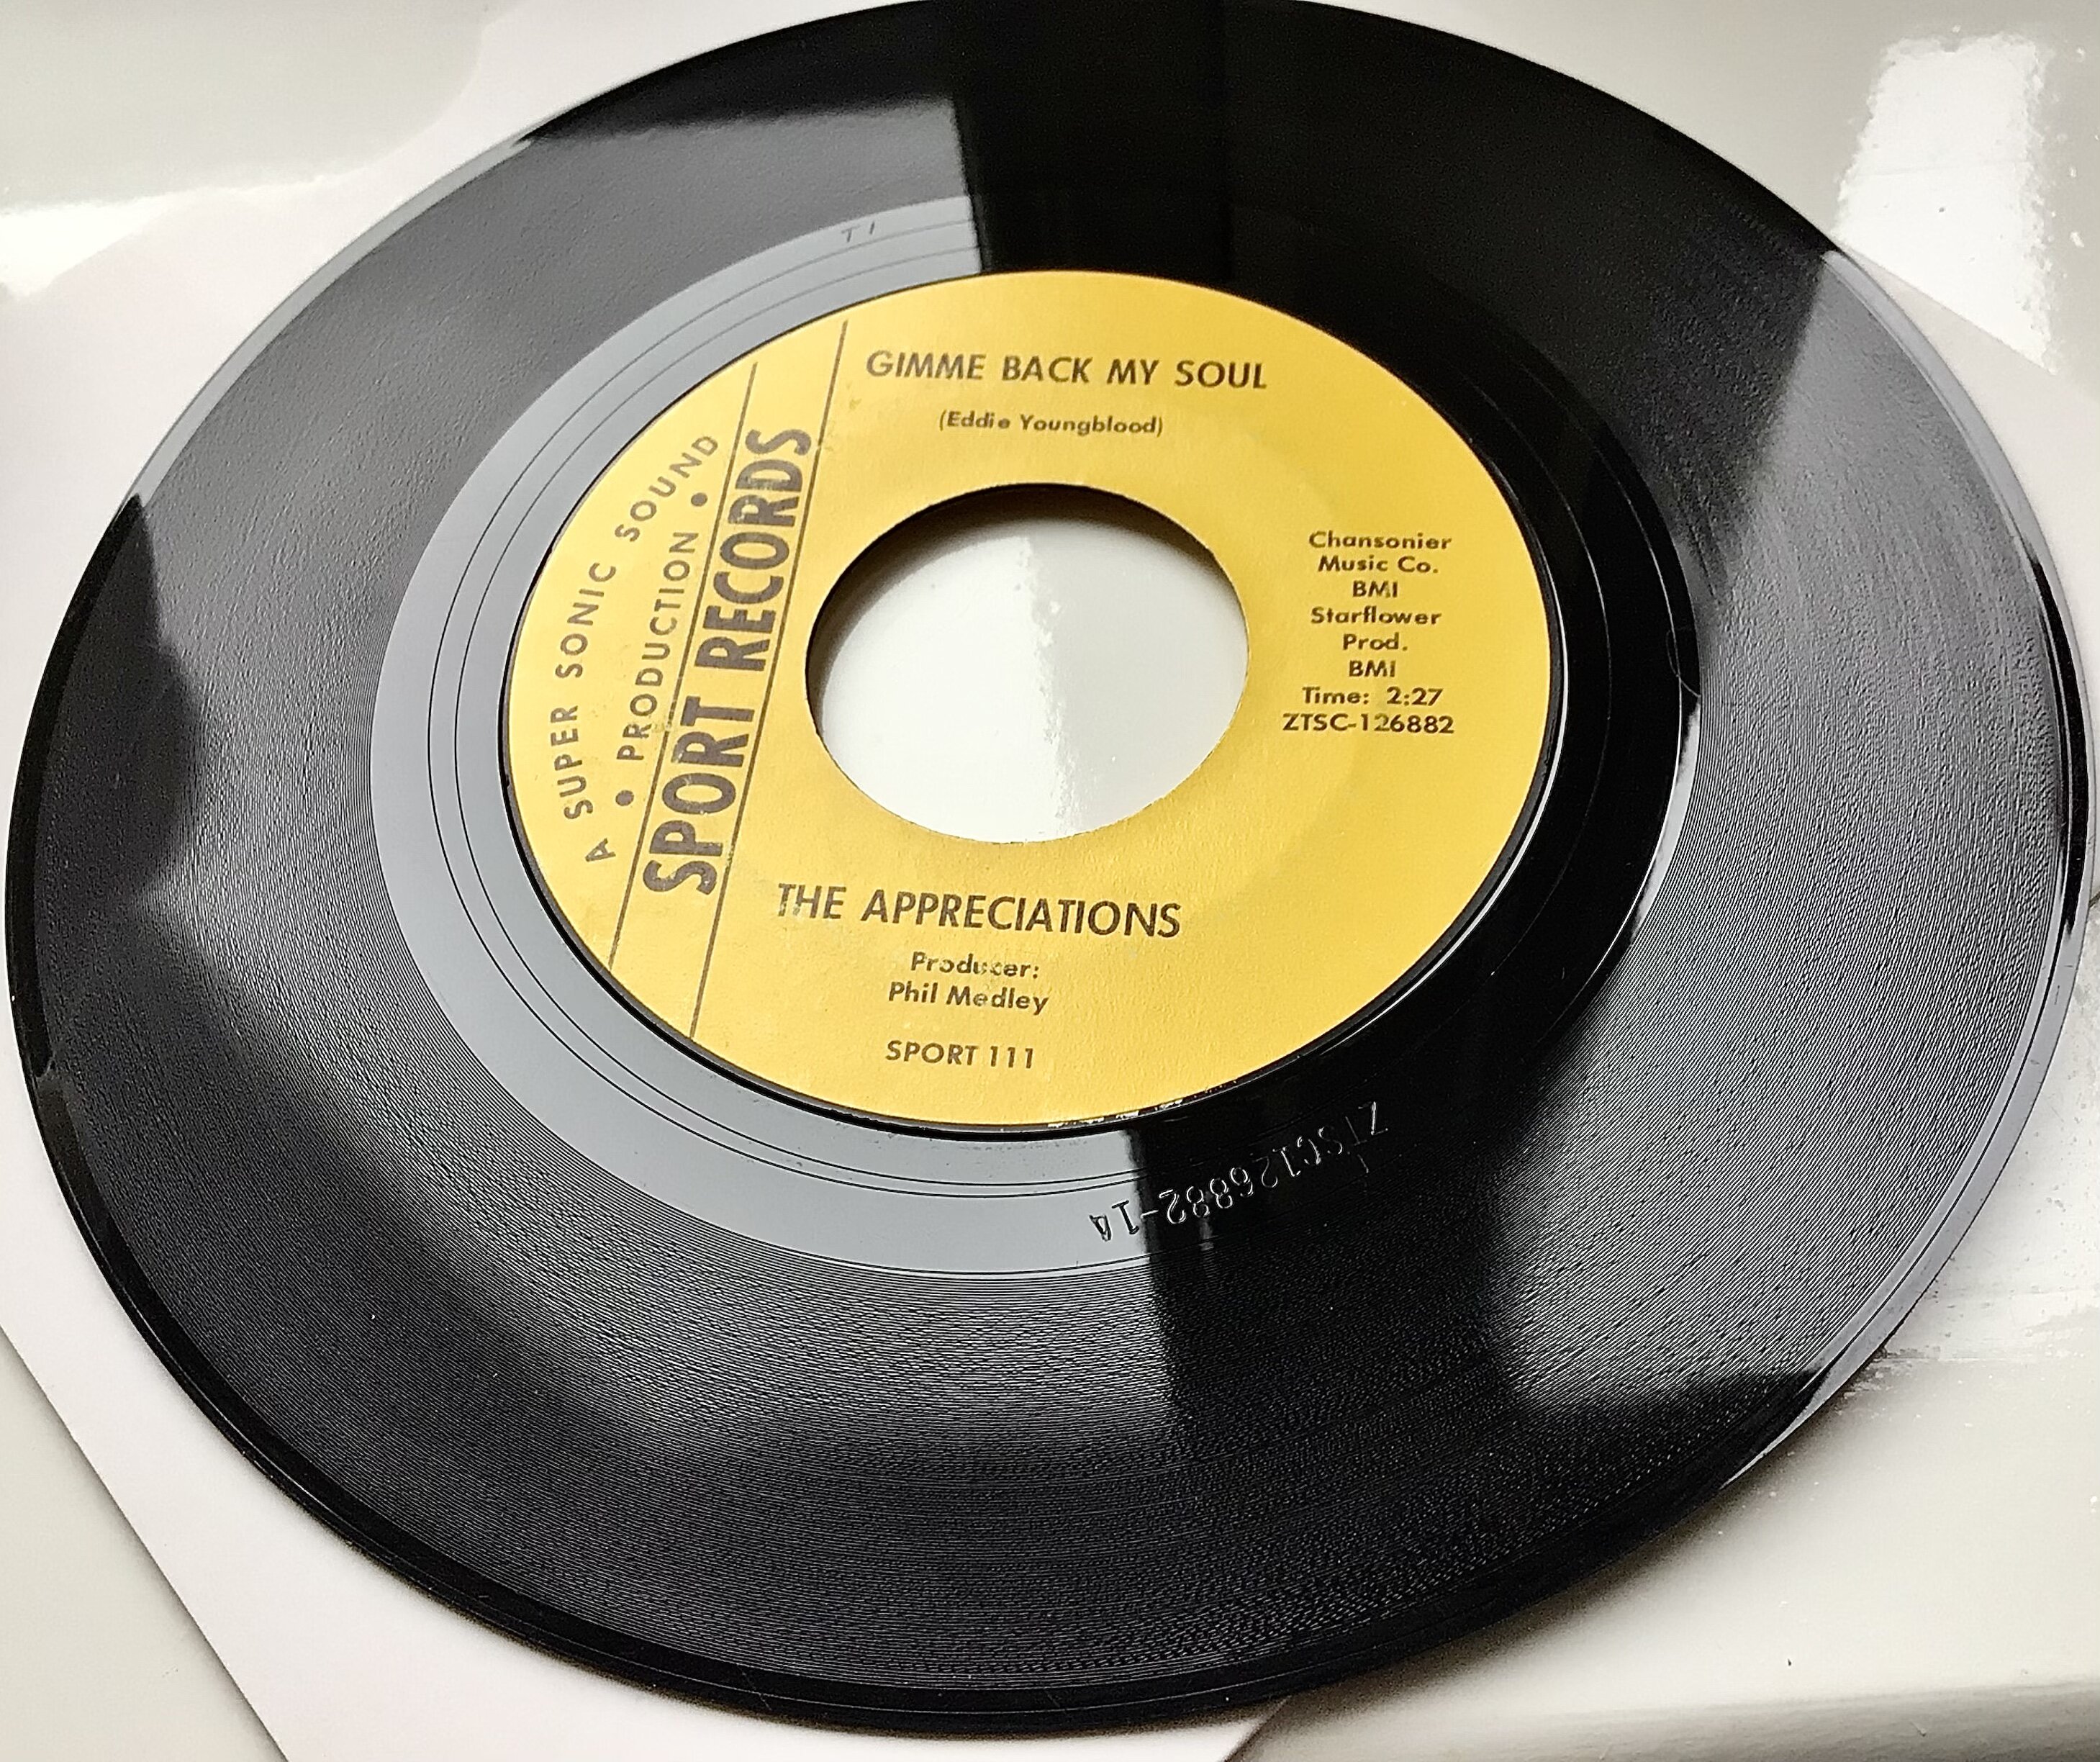 GIMME BACK MY SOUL
(Eddie Youngblood)
A SUPER SONIC SOUND
• PRODUCTION •
SPORT RECORDS
Chansonier
Music Co.
BMI
Starflower
Prod.
BMI
Time: 2:27
ZTSC-126882
THE APPRECIATIONS
Producer:
Phil Medley
SPORT 111
ZTSC126882-1A
T1